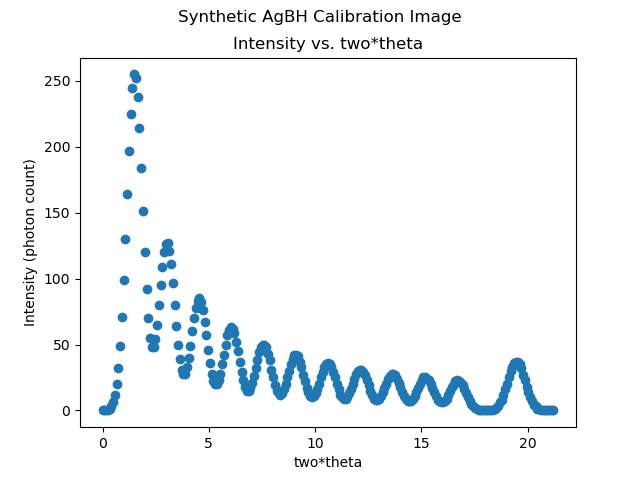 Synthetic AgBH Calibration Image
Intensity vs. two*theta
250
200
150
100
50
0
Intensity (photon count)
0 5 10 15 20
two*theta